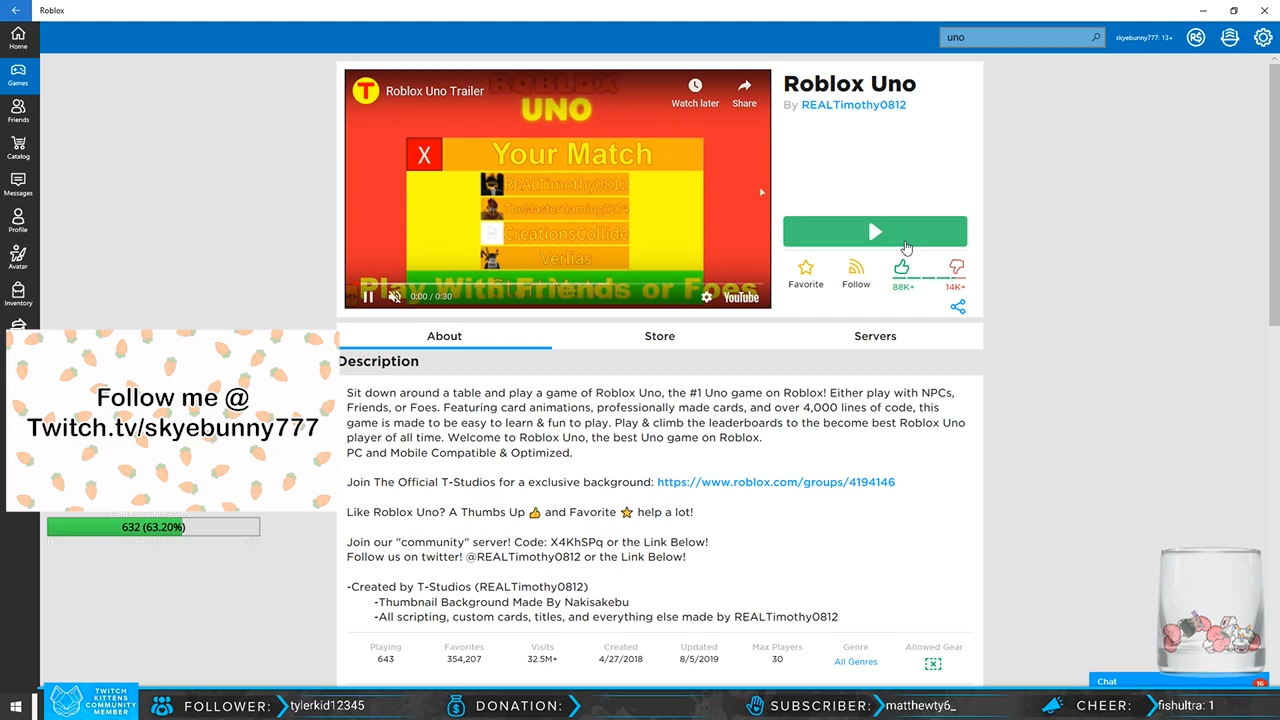 Roblox
uno
skyebunny777: 13+
Home
Games
Friends
Catalog
Messages
Profile
Avatar
Inventory
T
Roblox Uno Trailer
Watch later
Share
ROBLOX
UNO
X
Your Match
REALTimothy0812
CreationsCollide
Verlias
Play With Friends or Foes
0:00 / 0:30
YouTube
Roblox Uno
By REALTimothy0812
Favorite
Follow
88K+
14K+
About
Store
Servers
Description
Sit down around a table and play a game of Roblox Uno, the #1 Uno game on Roblox! Either play with NPCs,
Friends, or Foes. Featuring card animations, professionally made cards, and over 4,000 lines of code, this
game is made to be easy to learn & fun to play. Play & climb the leaderboards to the become best Roblox Uno
player of all time. Welcome to Roblox Uno, the best Uno game on Roblox.
PC and Mobile Compatible & Optimized.
Join The Official T-Studios for a exclusive background: https://www.roblox.com/groups/4194146
Like Roblox Uno? A Thumbs Up 👍 and Favorite ⭐ help a lot!
Join our "community" server! Code: X4KhSPq or the Link Below!
Follow us on twitter! @REALTimothy0812 or the Link Below!
-Created by T-Studios (REALTimothy0812)
-Thumbnail Background Made By Nakisakebu
-All scripting, custom cards, titles, and everything else made by REALTimothy0812
Playing
Favorites
Visits
Created
Updated
Max Players
Genre
Allowed Gear
643
354,207
32.5M+
4/27/2018
8/5/2019
30
All Genres
Follow me @
Twitch.tv/skyebunny777
632 (63.20%)
Chat
16
TWITCH
KITTENS
COMMUNITY
MEMBER
FOLLOWER:
tylerkid12345
DONATION:
SUBSCRIBER:
matthewty6_
CHEER:
fishultra: 1